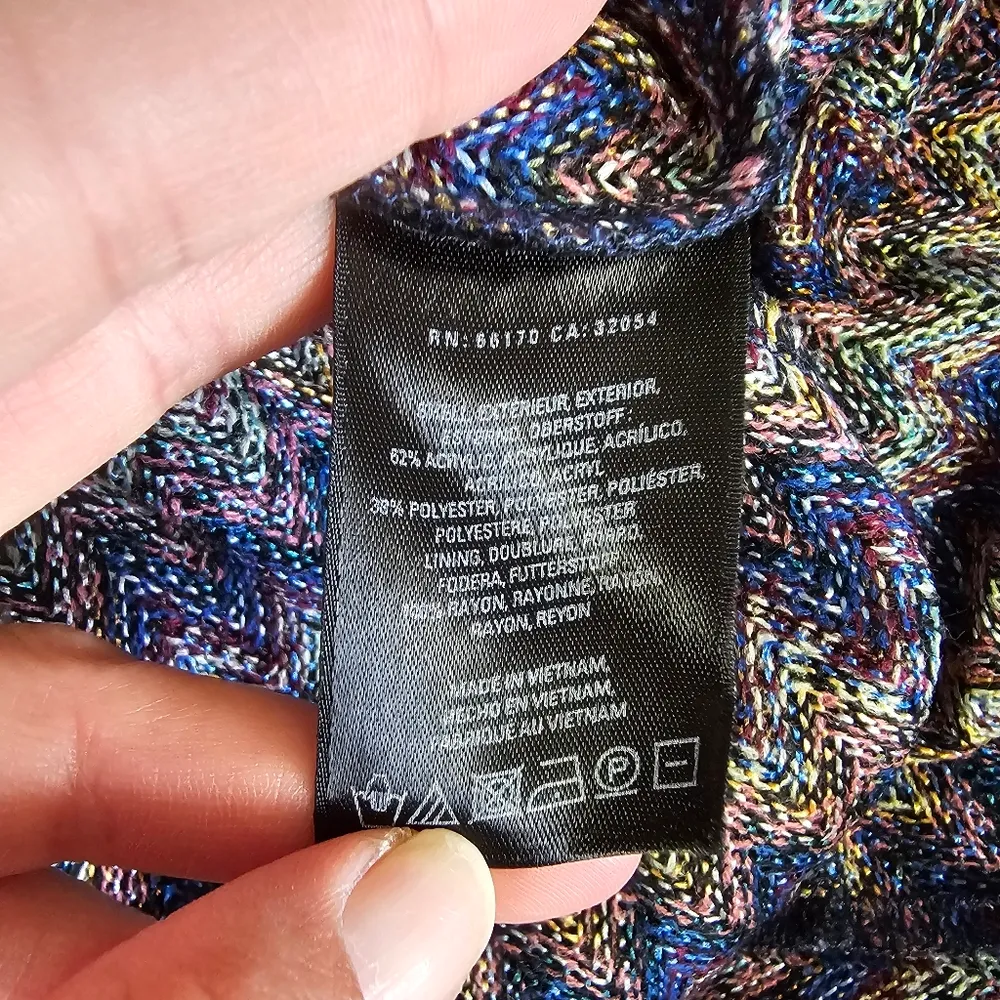 RN: 66170 CA: 32054
SHELL, EXTÉRIEUR, EXTERIOR,
ESTERNO, OBERSTOFF:
62% ACRYLIC, ACRYLIQUE, ACRÍLICO,
ACRILICO, ACRYL
38% POLYESTER, POLYESTER, POLIÉSTER,
POLYESTERE, POLYESTER
LINING, DOUBLURE, FORRO,
FODERA, FUTTERSTOFF:
100% RAYON, RAYONNE, RAYÓN,
RAYON, REYON
MADE IN VIETNAM
HECHO EN VIETNAM
FABRIQUE AU VIETNAM
P